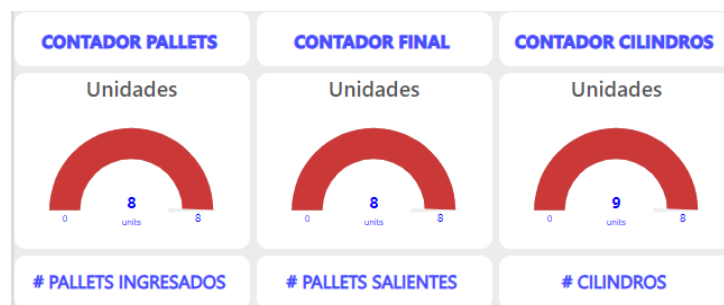 CONTADOR PALLETS
CONTADOR FINAL
CONTADOR CILINDROS
Unidades
Unidades
Unidades
8
units
0
8
8
units
0
8
9
units
0
8
# PALLETS INGRESADOS
# PALLETS SALIENTES
# CILINDROS